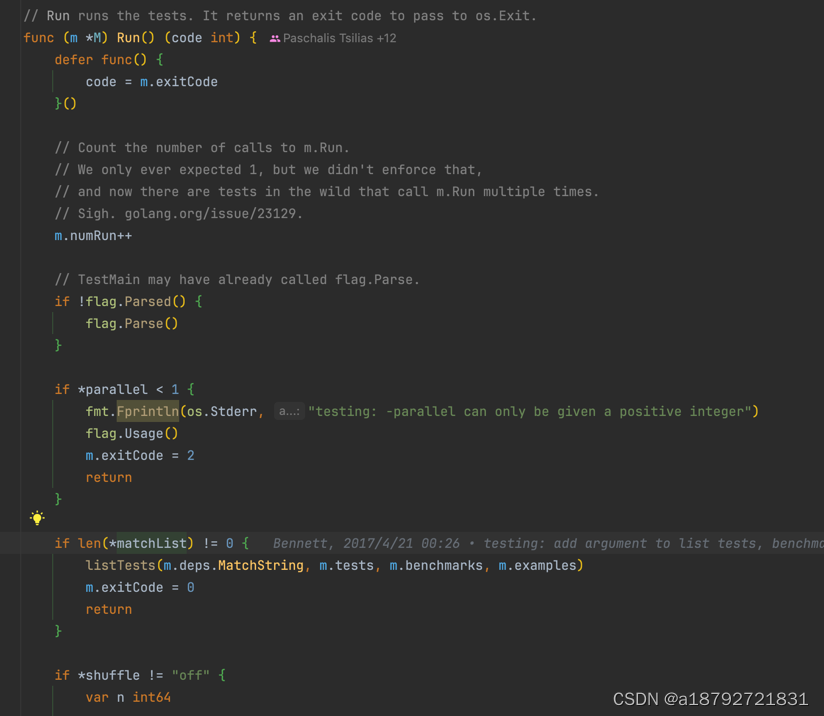 // Run runs the tests. It returns an exit code to pass to os.Exit.
func (m *M) Run() (code int) { Paschalis Tsilias +12
defer func() {
code = m.exitCode
}()
// Count the number of calls to m.Run.
// We only ever expected 1, but we didn't enforce that,
// and now there are tests in the wild that call m.Run multiple times.
// Sigh. golang.org/issue/23129.
m.numRun++
// TestMain may have already called flag.Parse.
if !flag.Parsed() {
flag.Parse()
}
if *parallel < 1 {
fmt.Fprintln(os.Stderr, a...: "testing: -parallel can only be given a positive integer")
flag.Usage()
m.exitCode = 2
return
}
if len(*matchList) != 0 { Bennett, 2017/4/21 00:26 • testing: add argument to list tests, benchma
listTests(m.deps.MatchString, m.tests, m.benchmarks, m.examples)
m.exitCode = 0
return
}
if *shuffle != "off" {
var n int64
CSDN @a18792721831